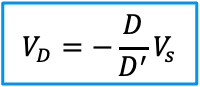 V_D = -\frac{D}{D'}V_s